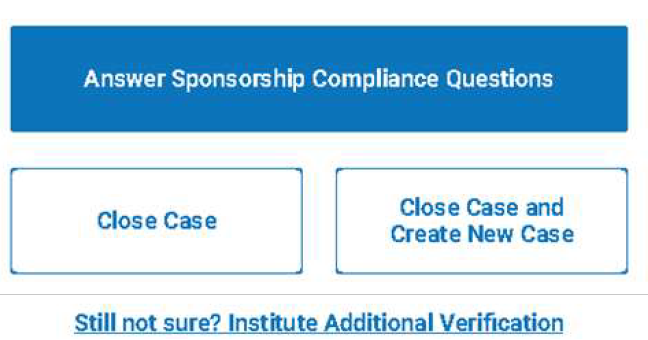 Answer Sponsorship Compliance Questions
Close Case
Close Case and
Create New Case
Still not sure? Institute Additional Verification